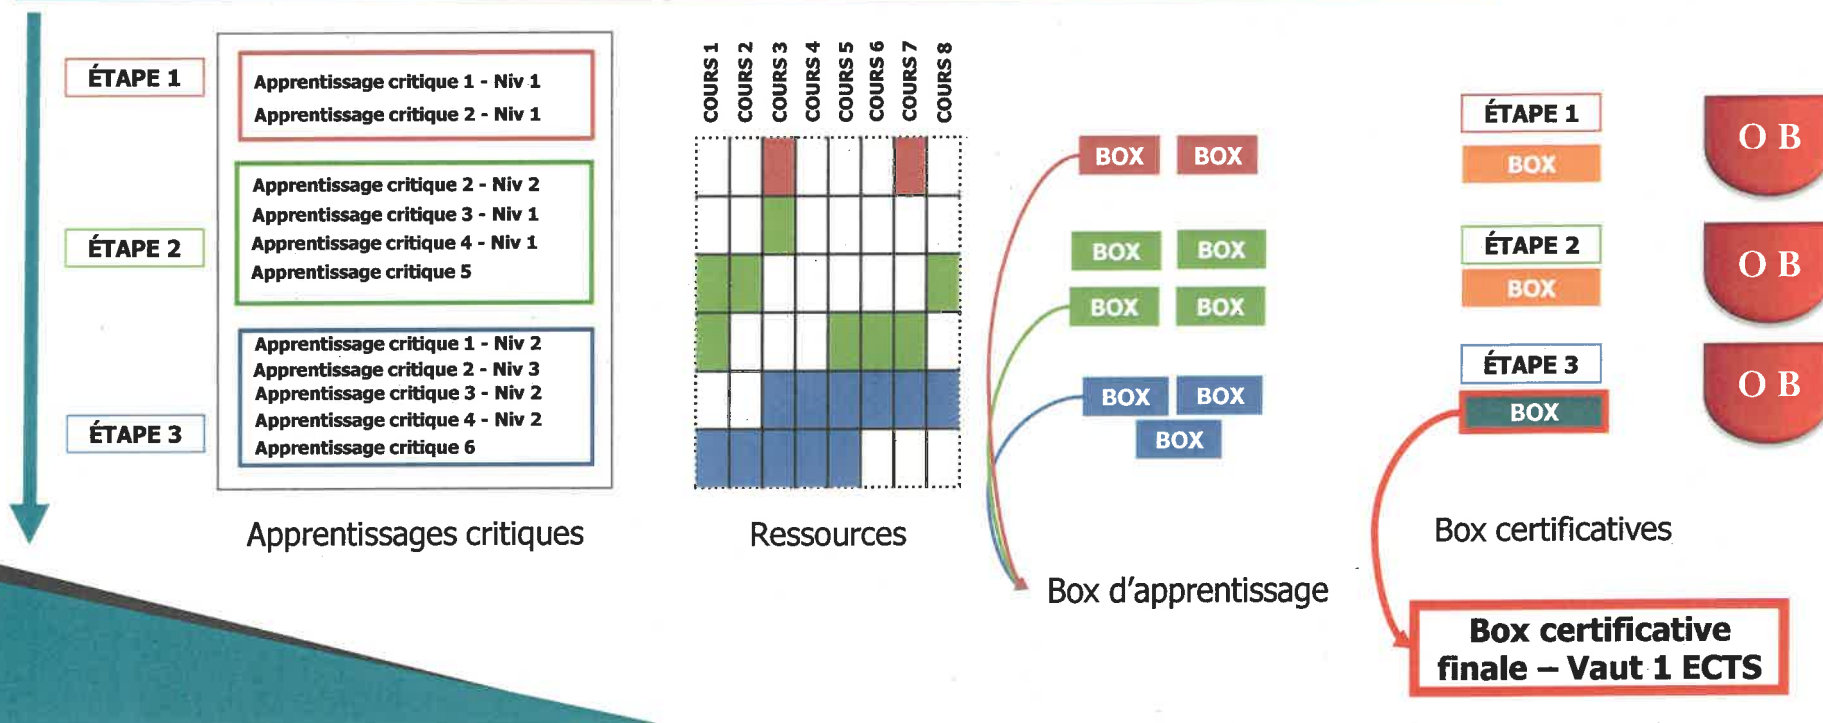 ÉTAPE 1
Apprentissage critique 1 - Niv 1
Apprentissage critique 2 - Niv 1
ÉTAPE 2
Apprentissage critique 2 - Niv 2
Apprentissage critique 3 - Niv 1
Apprentissage critique 4 - Niv 1
Apprentissage critique 5
ÉTAPE 3
Apprentissage critique 1 - Niv 2
Apprentissage critique 2 - Niv 3
Apprentissage critique 3 - Niv 2
Apprentissage critique 4 - Niv 2
Apprentissage critique 6
Apprentissages critiques
COURS 1
COURS 2
COURS 3
COURS 4
COURS 5
COURS 6
COURS 7
COURS 8
Ressources
BOX BOX
BOX BOX
BOX BOX
BOX BOX
BOX
Box d'apprentissage
ÉTAPE 1
BOX
O B
ÉTAPE 2
BOX
O B
ÉTAPE 3
BOX
O B
Box certificatives
Box certificative
finale – Vaut 1 ECTS